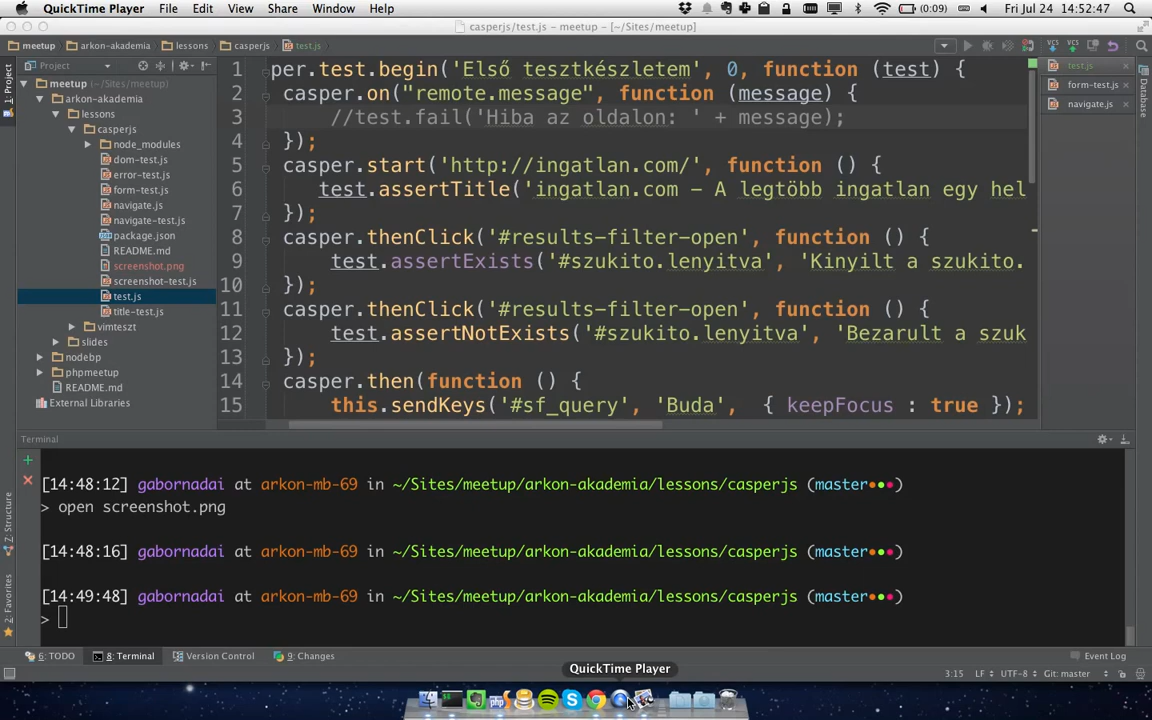 QuickTime Player File Edit View Share Window Help (0:09) Fri Jul 24 14:52:47
casperjs/test.js - meetup - [~/Sites/meetup]
meetup arkon-akademia lessons casperjs test.js
1: Project
Project
meetup (~/Sites/meetup)
arkon-akademia
lessons
casperjs
node_modules
dom-test.js
error-test.js
form-test.js
navigate.js
navigate-test.js
package.json
README.md
screenshot.png
screenshot-test.js
test.js
title-test.js
vimteszt
slides
nodebp
phpmeetup
README.md
External Libraries
1 per.test.begin('Első tesztkészletem', 0, function (test) {
2 casper.on("remote.message", function (message) {
3 //test.fail('Hiba az oldalon: ' + message);
4 });
5 casper.start('http://ingatlan.com/', function () {
6 test.assertTitle('ingatlan.com – A legtöbb ingatlan egy hel
7 });
8 casper.thenClick('#results-filter-open', function () {
9 test.assertExists('#szukito.lenyitva', 'Kinyilt a szukito.
10 });
11 casper.thenClick('#results-filter-open', function () {
12 test.assertNotExists('#szukito.lenyitva', 'Bezarult a szuk
13 });
14 casper.then(function () {
15 this.sendKeys('#sf_query', 'Buda', { keepFocus : true });
test.js
form-test.js
navigate.js
Database
Terminal
[14:48:12] gabornadai at arkon-mb-69 in ~/Sites/meetup/arkon-akademia/lessons/casperjs (master●●●)
> open screenshot.png
[14:48:16] gabornadai at arkon-mb-69 in ~/Sites/meetup/arkon-akademia/lessons/casperjs (master●●●)
[14:49:48] gabornadai at arkon-mb-69 in ~/Sites/meetup/arkon-akademia/lessons/casperjs (master●●●)
>
7: Structure
2: Favorites
6: TODO 8: Terminal Version Control 9: Changes Event Log
QuickTime Player
3:15 LF UTF-8 Git: master
php